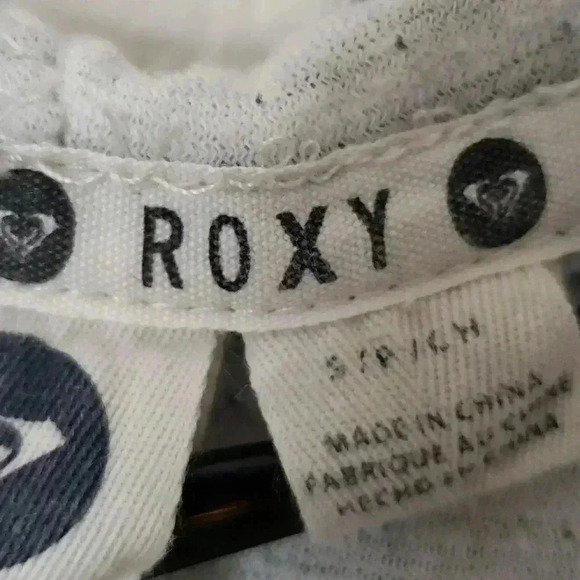 ROXY
S/P/CH
MADE IN CHINA
FABRIQUE AU CHINE
HECHO EN CHINA